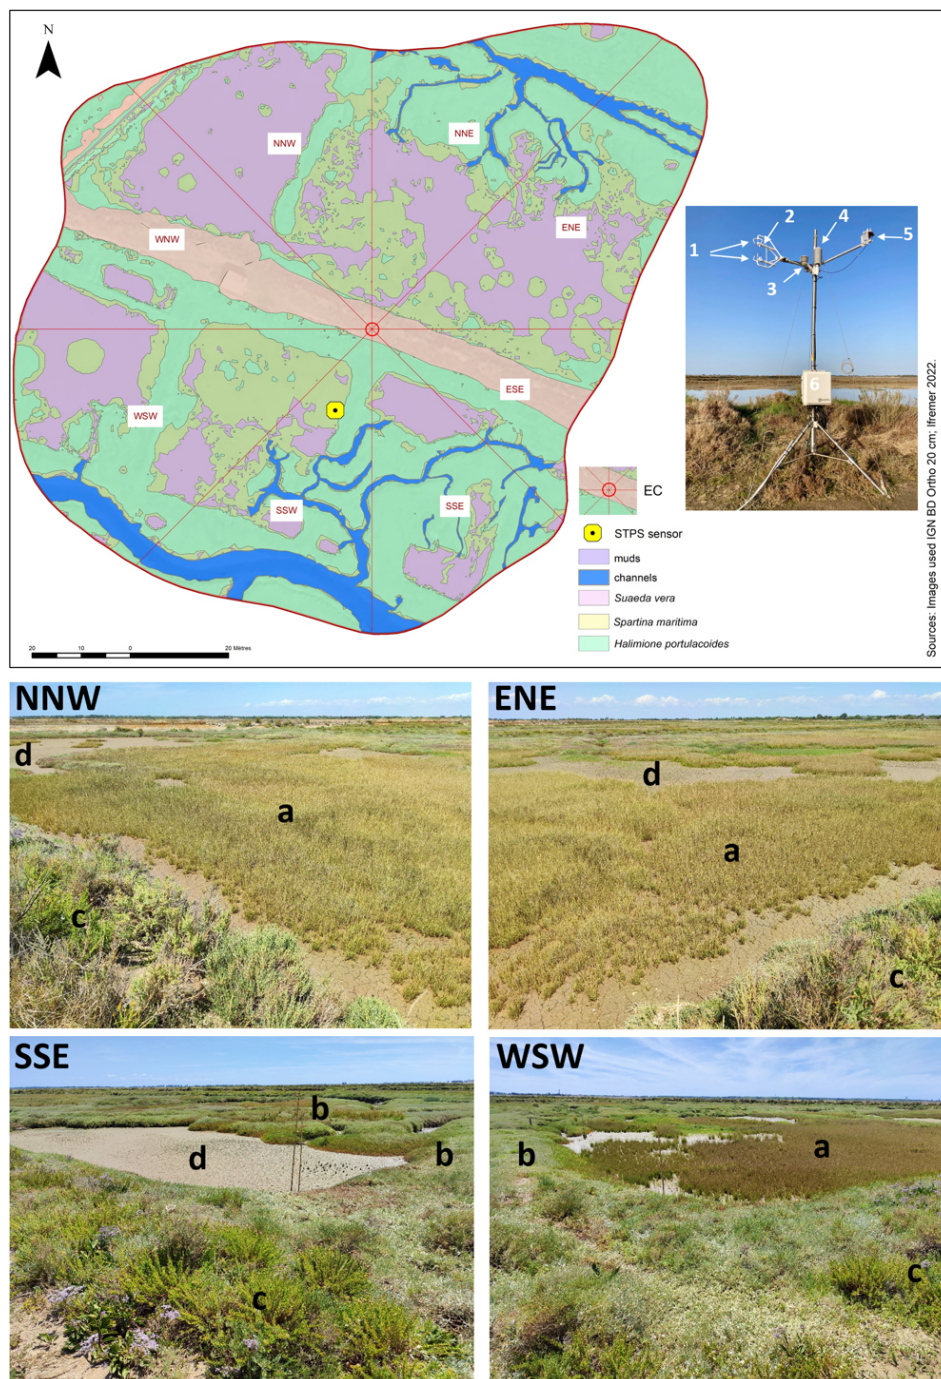 N
NNW
NNE
ENE
WNW
ESE
WSW
SSW
SSE
20 10 0 20 Mètres
1
2
3
4
5
6
EC
STPS sensor
muds
channels
Suaeda vera
Spartina maritima
Halimione portulacoides
Sources: Images used IGN BD Ortho 20 cm; Ifremer 2022.
NNW
d
a
c
ENE
d
a
c
SSE
b
d
b
c
WSW
b
a
c